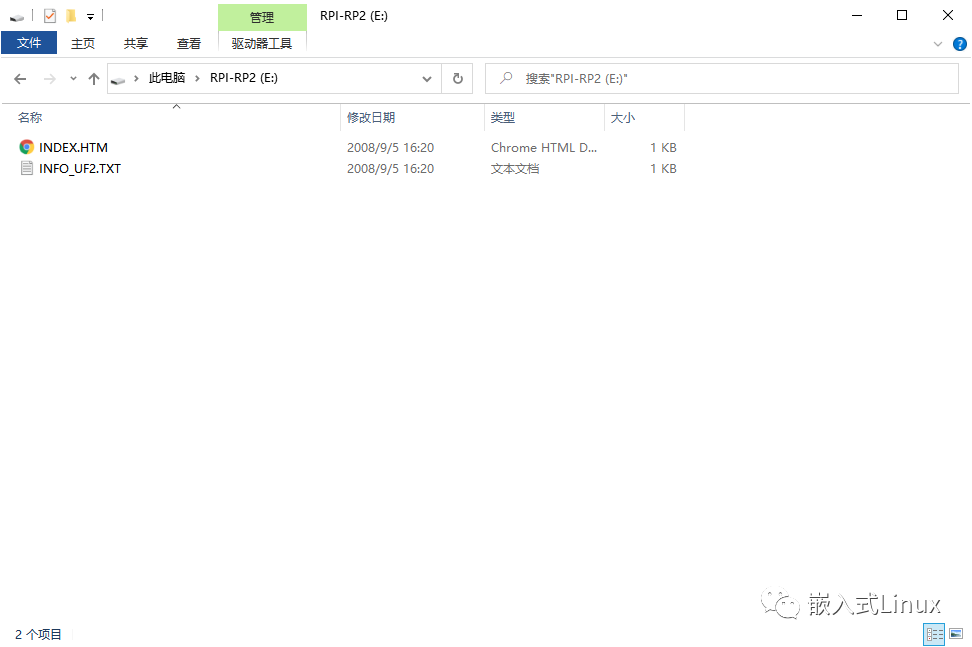 管理 RPI-RP2 (E:)
文件 主页 共享 查看 驱动器工具
此电脑 RPI-RP2 (E:) 搜索"RPI-RP2 (E:)"
名称 修改日期 类型 大小
INDEX.HTM 2008/9/5 16:20 Chrome HTML D... 1 KB
INFO_UF2.TXT 2008/9/5 16:20 文本文档 1 KB
嵌入式Linux
2 个项目